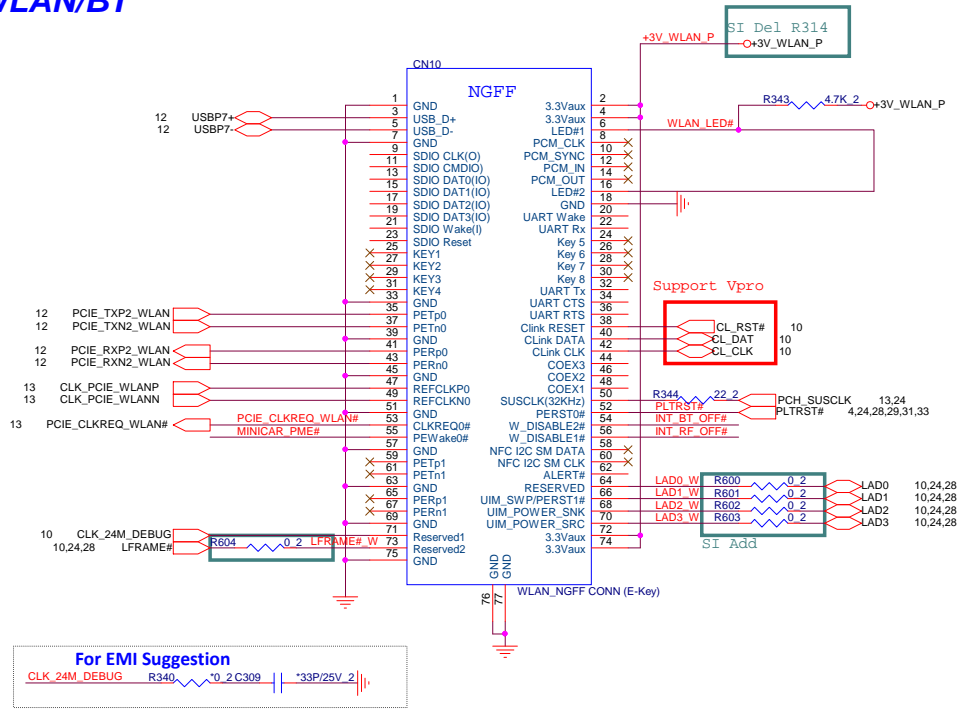 WLAN/BT
SI Del R314
+3V_WLAN_P
+3V_WLAN_P
CN10
NGFF
R343 4.7K_2 +3V_WLAN_P
WLAN_LED#
1 GND 3.3Vaux 2
12 USBP7+ 3 USB_D+ 3.3Vaux 4
12 USBP7- 5 USB_D- LED#1 6
7 GND PCM_CLK 8
9 SDIO CLK(O) PCM_SYNC 10
11 SDIO CMDIO) PCM_IN 12
13 SDIO DAT0(IO) PCM_OUT 14
15 SDIO DAT1(IO) LED#2 16
17 SDIO DAT2(IO) GND 18
19 SDIO DAT3(IO) UART Wake 20
21 SDIO Wake(I) UART Rx 22
23 SDIO Reset Key 5 24
25 KEY1 Key 6 26
27 KEY2 Key 7 28
29 KEY3 Key 8 30
31 KEY4 UART Tx 32
33 GND UART CTS 34
12 PCIE_TXP2_WLAN 35 PETp0 UART RTS 36
12 PCIE_TXN2_WLAN 37 PETn0 Clink RESET 38
39 GND CLink DATA 40
12 PCIE_RXP2_WLAN 41 PERp0 CLink CLK 42
12 PCIE_RXN2_WLAN 43 PERn0 COEX3 44
45 GND COEX2 46
13 CLK_PCIE_WLANP 47 REFCLKP0 COEX1 48
13 CLK_PCIE_WLANN 49 REFCLKN0 SUSCLK(32KHz) 50
51 GND PERST0# 52
13 PCIE_CLKREQ_WLAN# PCIE_CLKREQ_WLAN# 53 CLKREQ0# W_DISABLE2# 54
MINICAR_PME# 55 PEWake0# W_DISABLE1# 56
57 GND NFC I2C SM DATA 58
59 PETp1 NFC I2C SM CLK 60
61 PETn1 ALERT# 62
63 GND RESERVED 64
65 PERp1 UIM_SWP/PERST1# 66
67 PERn1 UIM_POWER_SNK 68
69 GND UIM_POWER_SRC 70
10 CLK_24M_DEBUG 71 Reserved1 3.3Vaux 72
10,24,28 LFRAME# R604 0_2 LFRAME#_W 73 Reserved2 3.3Vaux 74
75 GND
GND
GND
76
77
WLAN_NGFF CONN (E-Key)
Support Vpro
CL_RST# 10
CL_DAT 10
CL_CLK 10
R344 22_2 PCH_SUSCLK 13,24
PLTRST# PLTRST# 4,24,28,29,31,33
INT_BT_OFF#
INT_RF_OFF#
LAD0_W R600 0_2 LAD0 10,24,28
LAD1_W R601 0_2 LAD1 10,24,28
LAD2_W R602 0_2 LAD2 10,24,28
LAD3_W R603 0_2 LAD3 10,24,28
SI Add
For EMI Suggestion
CLK_24M_DEBUG R340 *0_2 C309 *33P/25V_2